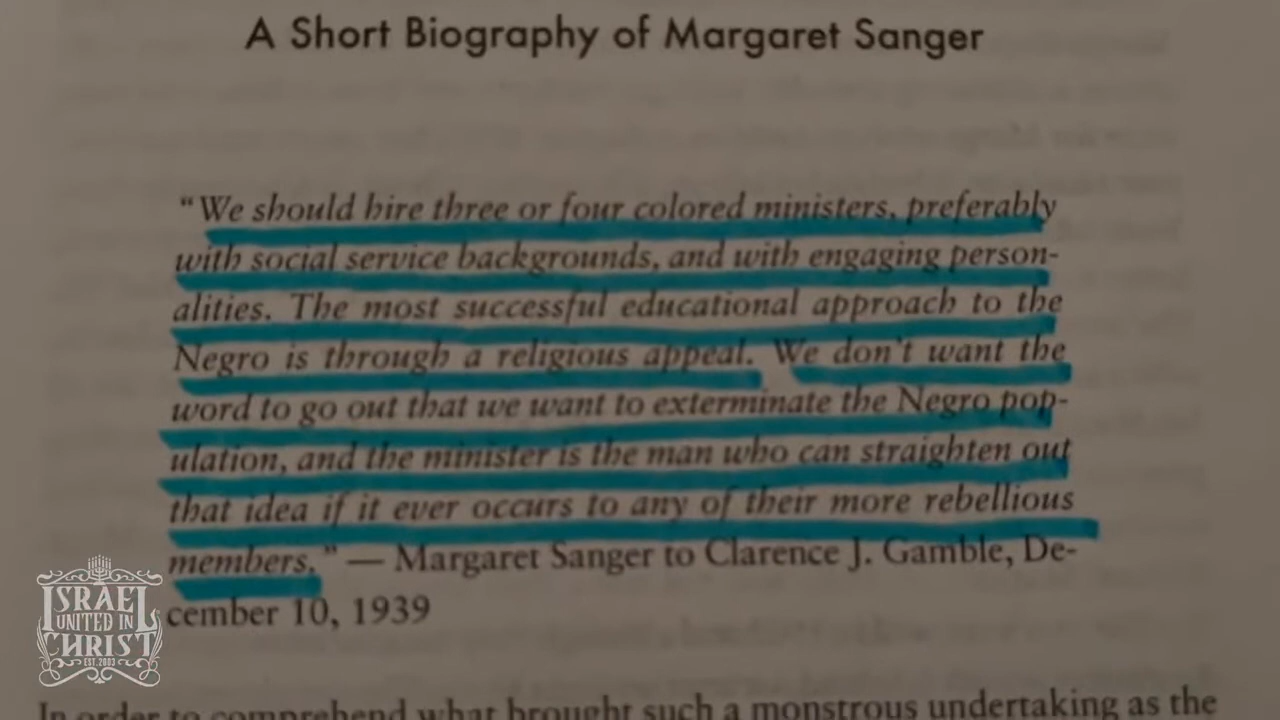 A Short Biography of Margaret Sanger
“We should hire three or four colored ministers, preferably
with social service backgrounds, and with engaging person-
alities. The most successful educational approach to the
Negro is through a religious appeal. We don't want the
word to go out that we want to exterminate the Negro pop-
ulation, and the minister is the man who can straighten out
that idea if it ever occurs to any of their more rebellious
members.” — Margaret Sanger to Clarence J. Gamble, De-
cember 10, 1939
ISRAEL
UNITED IN
CHRIST
EST. 2003
In order to comprehend what brought such a monstrous undertaking as the